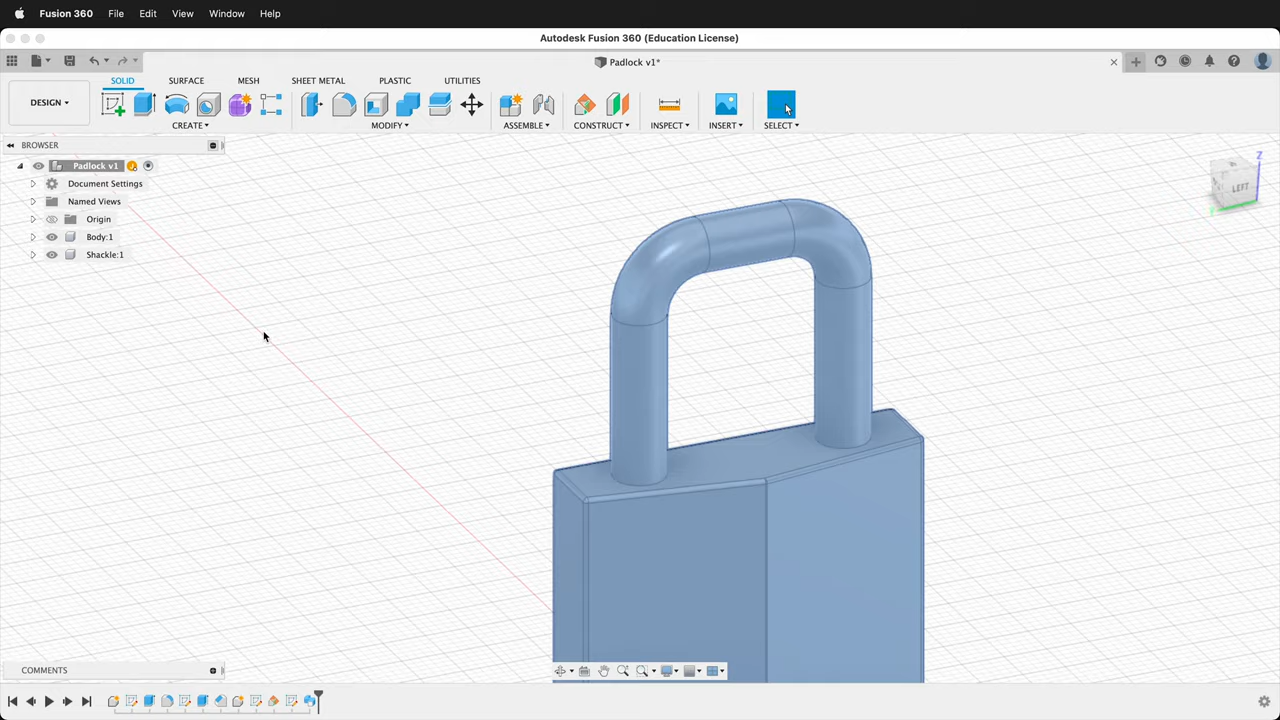 Fusion 360 File Edit View Window Help
Autodesk Fusion 360 (Education License)
Padlock v1*
SOLID SURFACE MESH SHEET METAL PLASTIC UTILITIES
DESIGN
CREATE MODIFY ASSEMBLE CONSTRUCT INSPECT INSERT SELECT
BROWSER
Padlock v1
Document Settings
Named Views
Origin
Body:1
Shackle:1
Z
LEFT
Y
COMMENTS